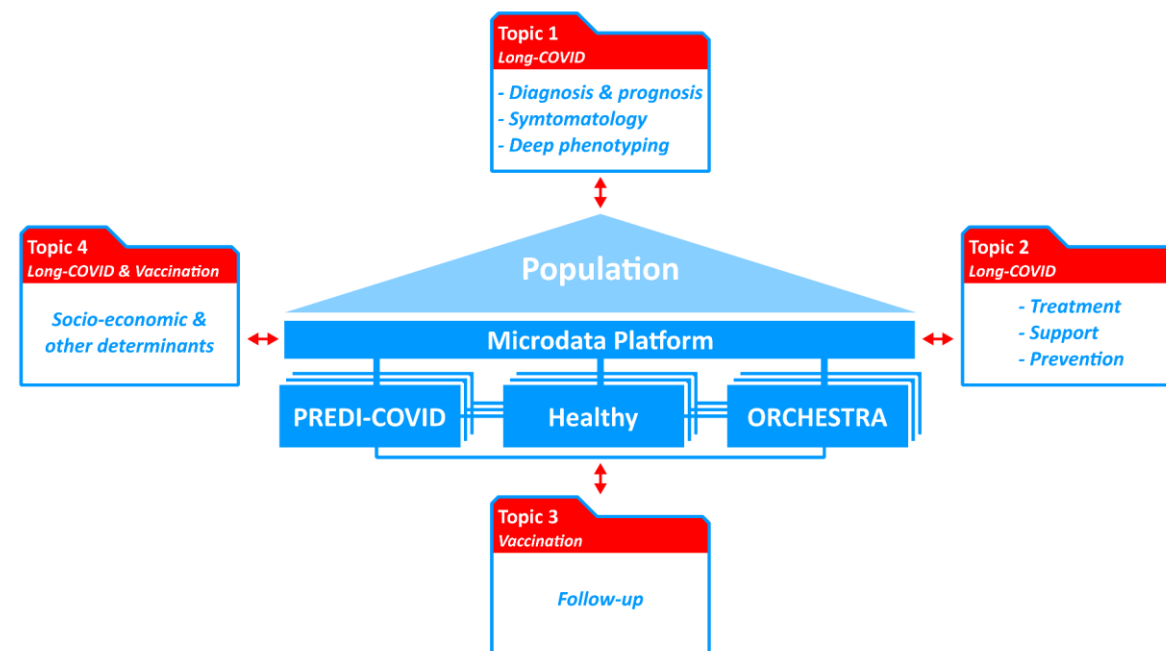 Topic 1
Long-COVID
- Diagnosis & prognosis
- Symtomatology
- Deep phenotyping
Topic 4
Long-COVID & Vaccination
Socio-economic &
other determinants
Population
Microdata Platform
PREDI-COVID
Healthy
ORCHESTRA
Topic 2
Long-COVID
- Treatment
- Support
- Prevention
Topic 3
Vaccination
Follow-up